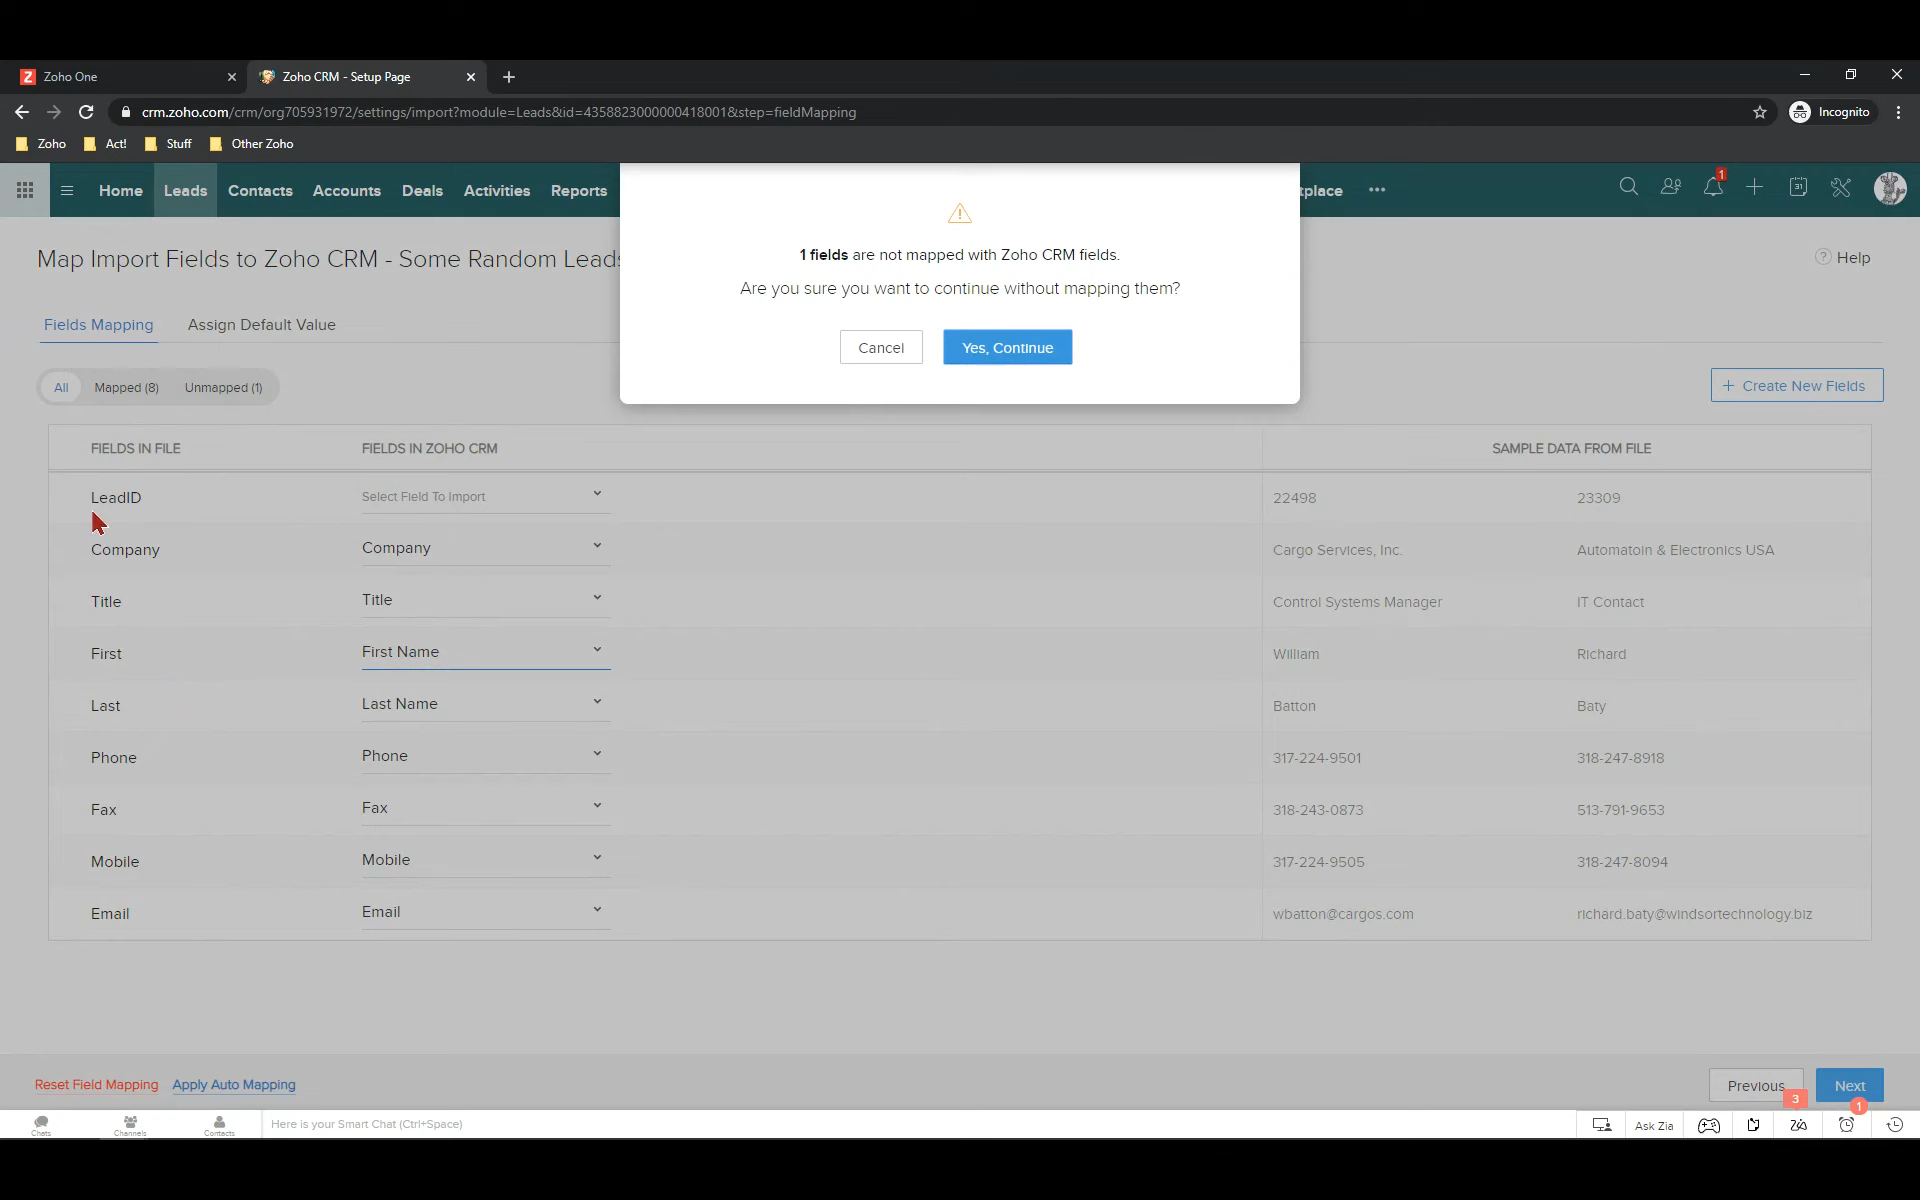 Zoho One
Zoho CRM - Setup Page
crm.zoho.com/crm/org705931972/settings/import?module=Leads&id=4358823000000418001&step=fieldMapping
Incognito
Zoho
Act!
Stuff
Other Zoho
Home
Leads
Contacts
Accounts
Deals
Activities
Reports
tplace
1
31
1 fields are not mapped with Zoho CRM fields.
Are you sure you want to continue without mapping them?
Cancel
Yes, Continue
Map Import Fields to Zoho CRM - Some Random Leads
Help
Fields Mapping
Assign Default Value
All
Mapped (8)
Unmapped (1)
+ Create New Fields
FIELDS IN FILE
FIELDS IN ZOHO CRM
SAMPLE DATA FROM FILE
LeadID
Select Field To Import
22498
23309
Company
Company
Cargo Services, Inc.
Automatoin & Electronics USA
Title
Title
Control Systems Manager
IT Contact
First
First Name
William
Richard
Last
Last Name
Batton
Baty
Phone
Phone
317-224-9501
318-247-8918
Fax
Fax
318-243-0873
513-791-9653
Mobile
Mobile
317-224-9505
318-247-8094
Email
Email
wbatton@cargos.com
richard.baty@windsortechnology.biz
Reset Field Mapping
Apply Auto Mapping
Previous
Next
3
1
Chats
Channels
Contacts
Here is your Smart Chat (Ctrl+Space)
Ask Zia